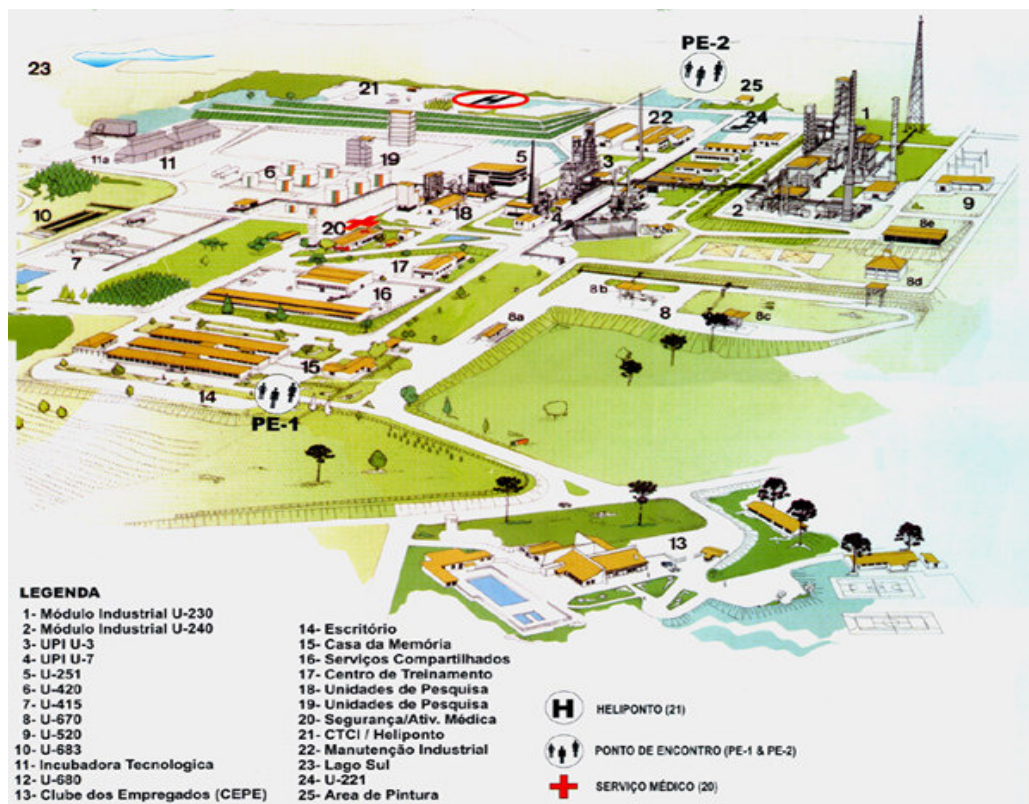 PE-2
23
21
H
25
1
22
24
11a
11
19
5
3
6
10
18
2
9
4
20
8e
7
17
16
8b
8d
8
8c
8a
15
14
PE-1
13
LEGENDA
1- Módulo Industrial U-230
2- Módulo Industrial U-240
3- UPI U-3
4- UPI U-7
5- U-251
6- U-420
7- U-415
8- U-670
9- U-520
10- U-683
11- Incubadora Tecnologica
12- U-680
13- Clube dos Empregados (CEPE)
14- Escritório
15- Casa da Memória
16- Serviços Compartilhados
17- Centro de Treinamento
18- Unidades de Pesquisa
19- Unidades de Pesquisa
20- Segurança/Ativ. Médica
21- CTCI / Heliponto
22- Manutenção Industrial
23- Lago Sul
24- U-221
25- Area de Pintura
H HELIPONTO (21)
PONTO DE ENCONTRO (PE-1 & PE-2)
SERVIÇO MÉDICO (20)